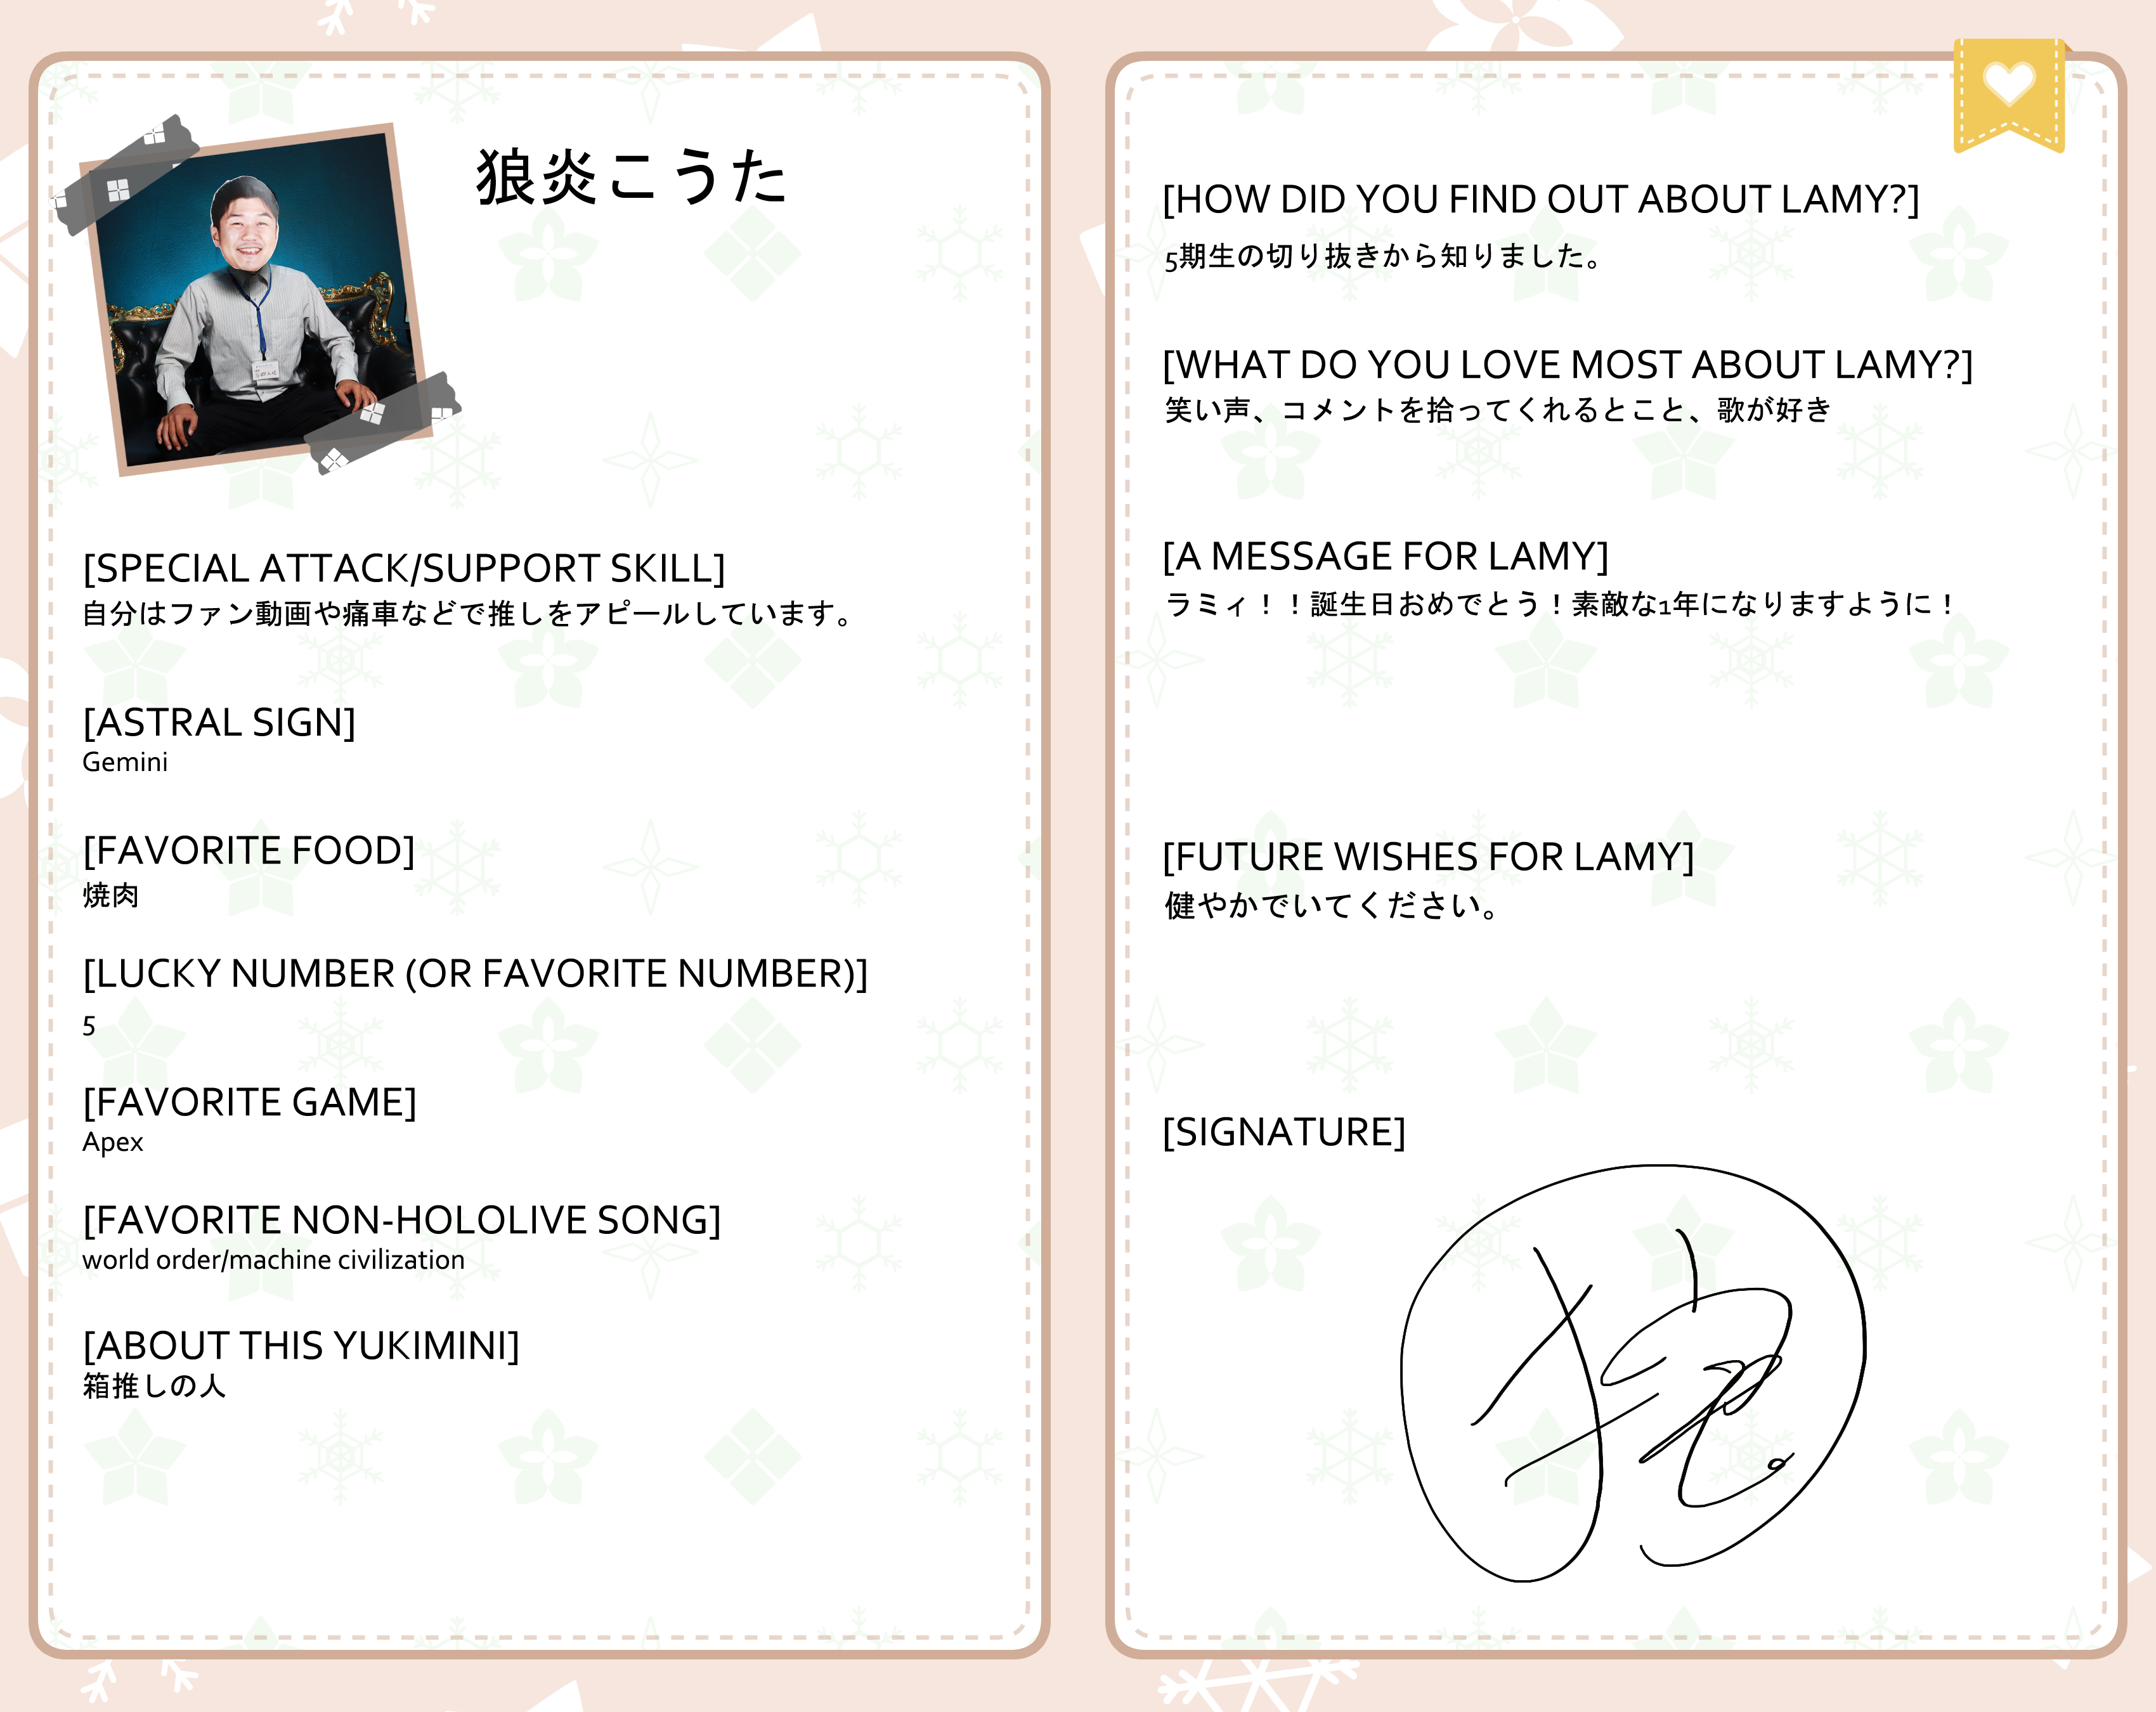 狼炎こうた
[SPECIAL ATTACK/SUPPORT SKILL]
自分はファン動画や痛車などで推しをアピールしています。
[ASTRAL SIGN]
Gemini
[FAVORITE FOOD]
焼肉
[LUCKY NUMBER (OR FAVORITE NUMBER)]
5
[FAVORITE GAME]
Apex
[FAVORITE NON-HOLOLIVE SONG]
world order/machine civilization
[ABOUT THIS YUKIMINI]
箱推しの人
[HOW DID YOU FIND OUT ABOUT LAMY?]
5期生の切り抜きから知りました。
[WHAT DO YOU LOVE MOST ABOUT LAMY?]
笑い声、コメントを拾ってくれるとこと、歌が好き
[A MESSAGE FOR LAMY]
ラミィ！！誕生日おめでとう！素敵な1年になりますように！
[FUTURE WISHES FOR LAMY]
健やかでいてください。
[SIGNATURE]